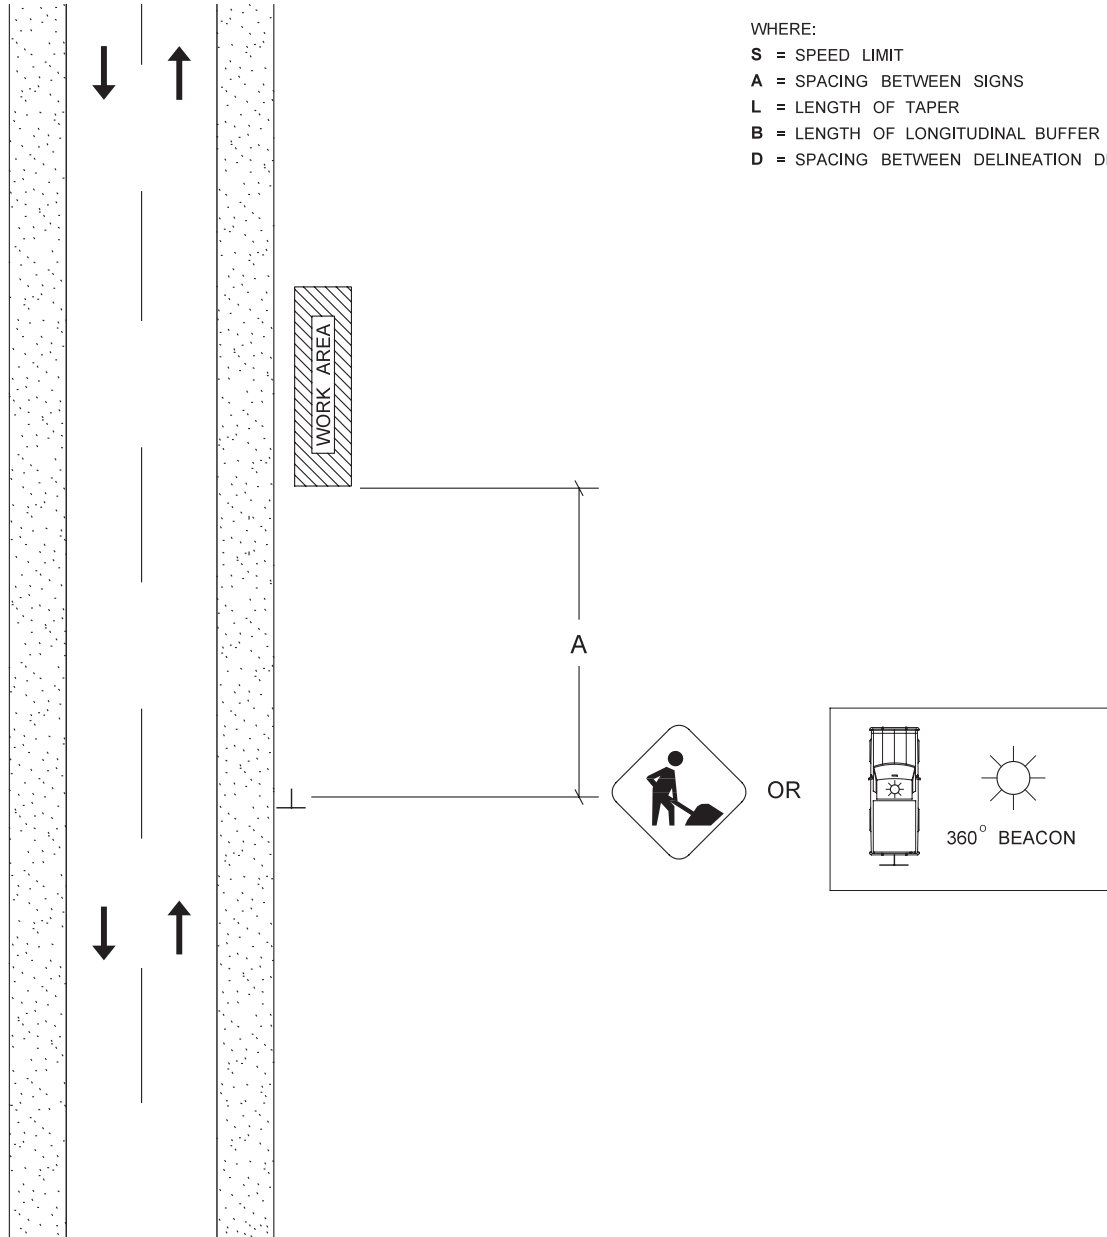 WHERE:
S = SPEED LIMIT
A = SPACING BETWEEN SIGNS
L = LENGTH OF TAPER
B = LENGTH OF LONGITUDINAL BUFFER
D = SPACING BETWEEN DELINEATION
WORK AREA
A
OR
360° BEACON